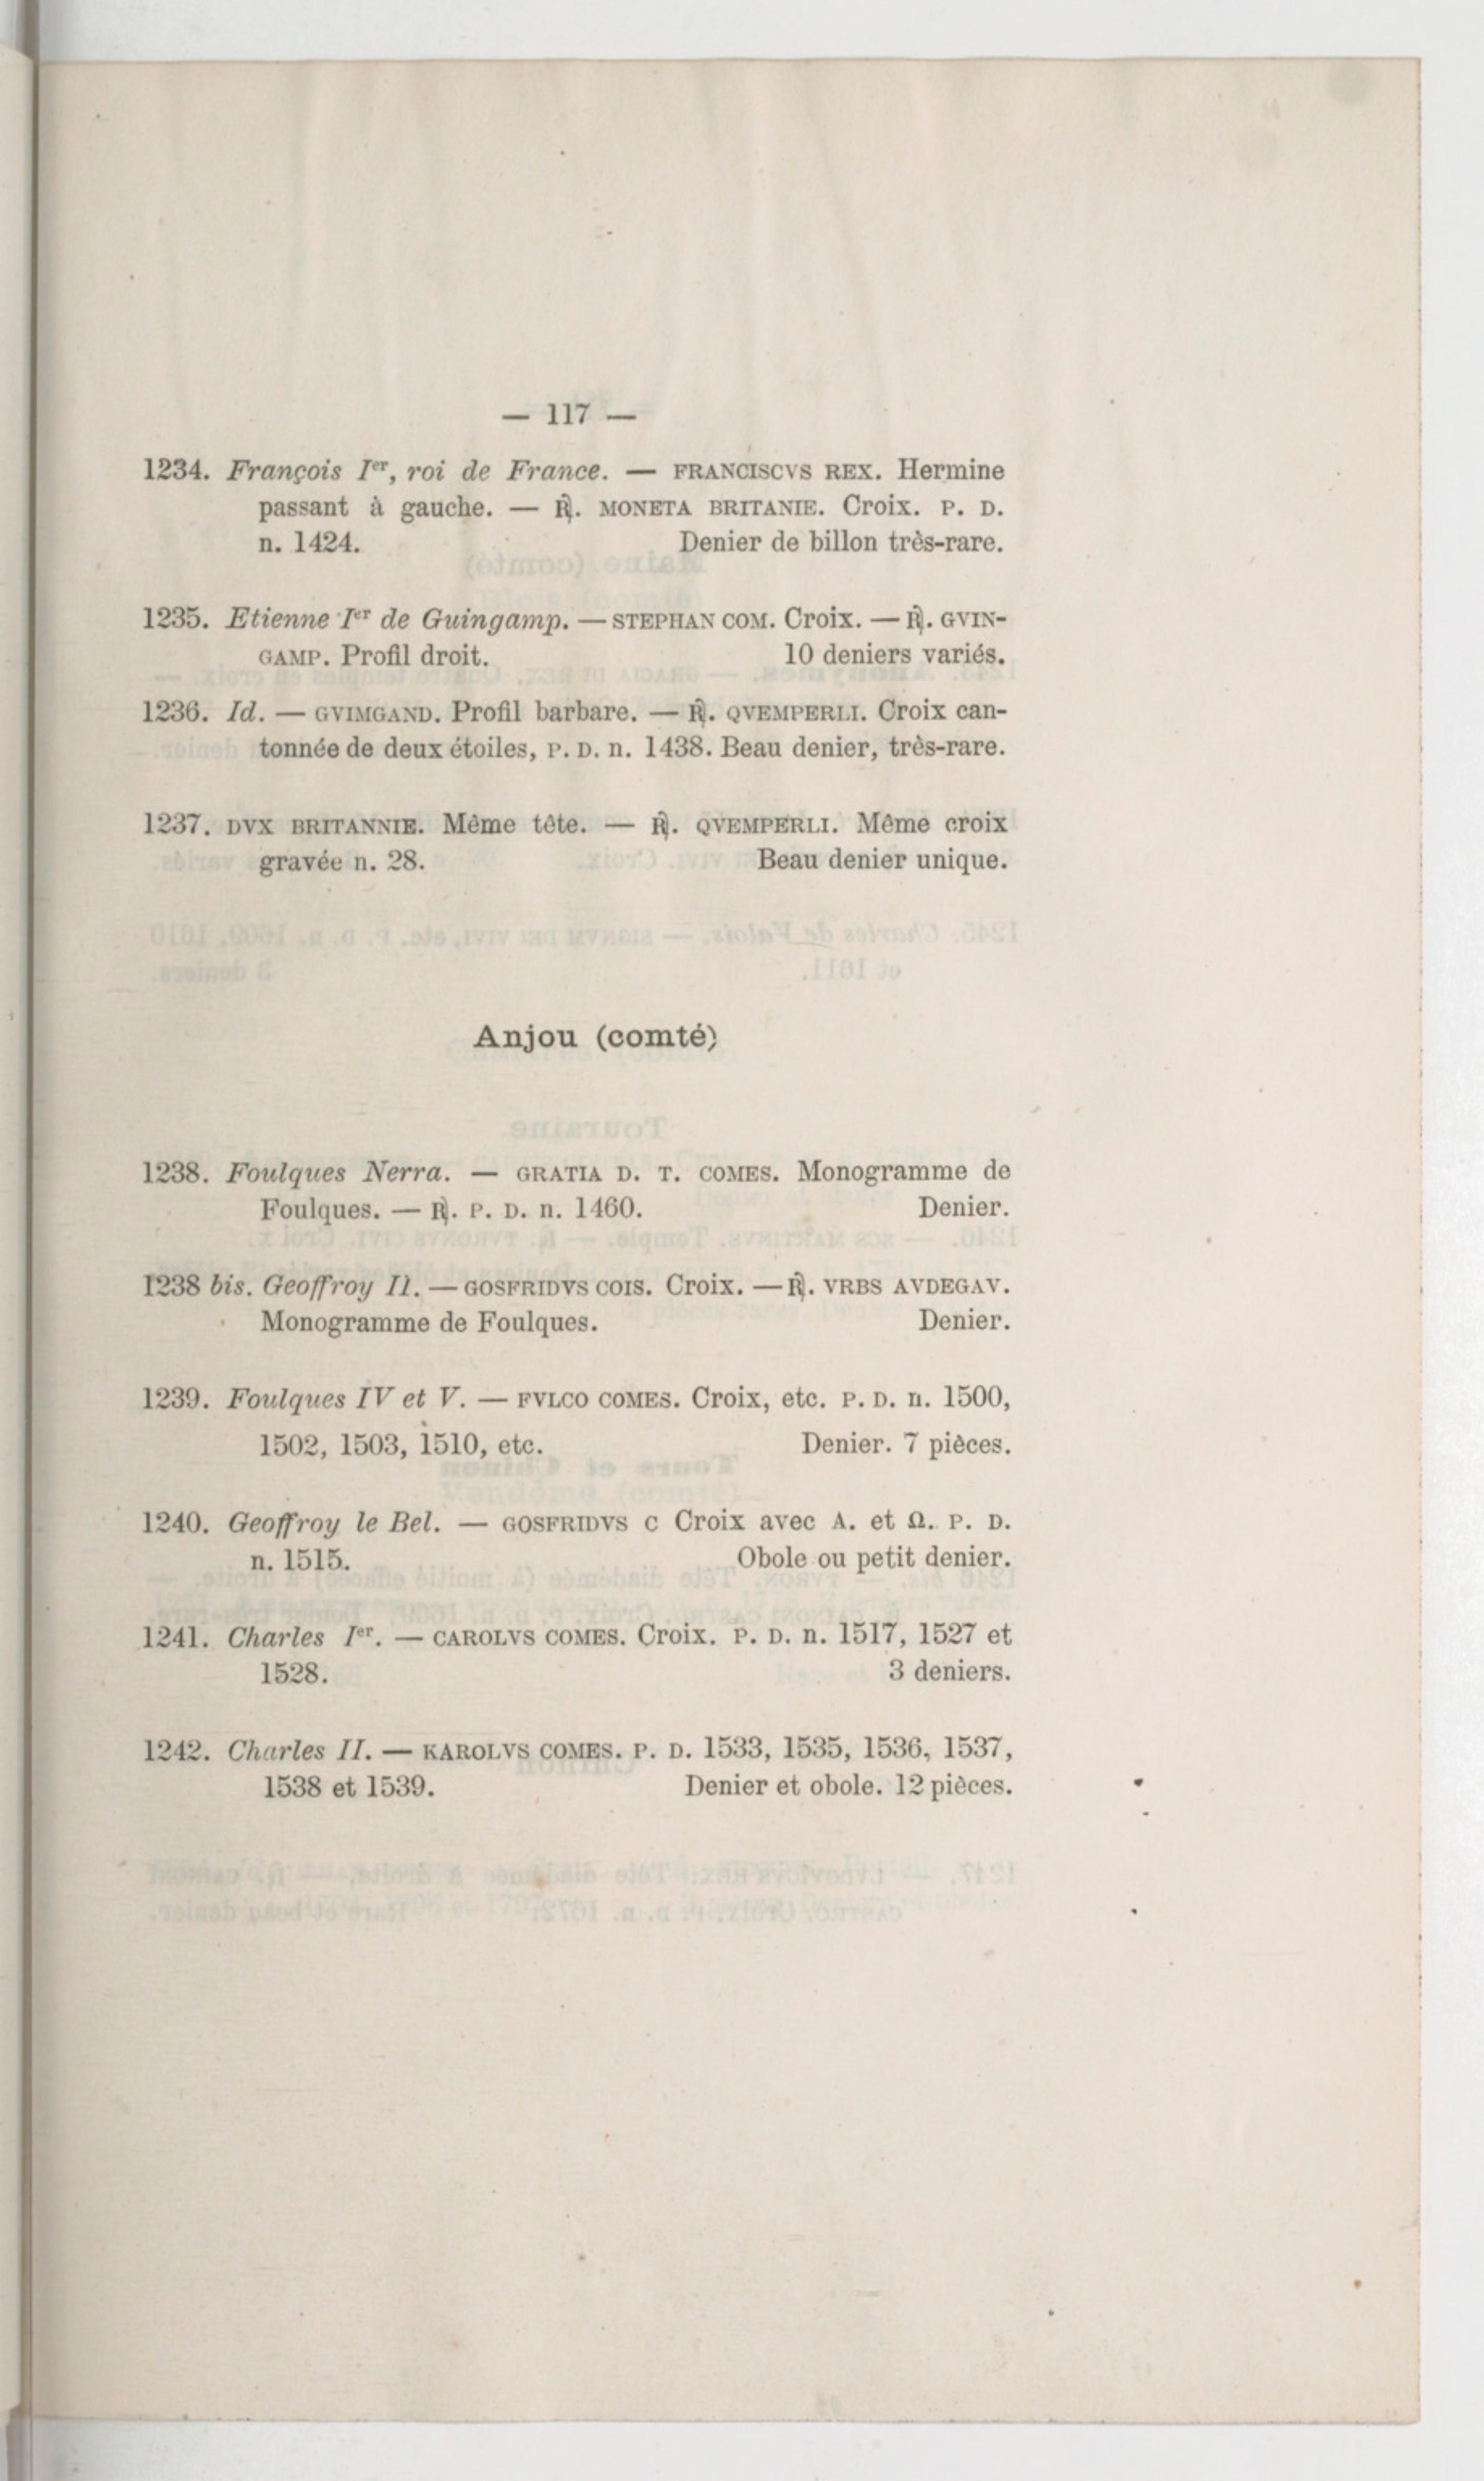 — 117 —
1234. François Ier, roi de France. — FRANCISCVS REX. Hermine
passant à gauche. — ℟. MONETA BRITANIE. Croix. P. D.
n. 1424. Denier de billon très-rare.
1235. Etienne Ier de Guingamp. — STEPHAN COM. Croix. — ℟. GVIN-
GAMP. Profil droit. 10 deniers variés.
1236. Id. — GVIMGAND. Profil barbare. — ℟. QVEMPERLI. Croix can-
tonnée de deux étoiles, P. D. n. 1438. Beau denier, très-rare.
1237. DVX BRITANNIE. Même tête. — ℟. QVEMPERLI. Même croix
gravée n. 28. Beau denier unique.
Anjou (comté)
1238. Foulques Nerra. — GRATIA D. T. COMES. Monogramme de
Foulques. — ℟. P. D. n. 1460. Denier.
1238 bis. Geoffroy II. — GOSFRIDVS COIS. Croix. — ℟. VRBS AVDEGAV.
Monogramme de Foulques. Denier.
1239. Foulques IV et V. — FVLCO COMES. Croix, etc. P. D. n. 1500,
1502, 1503, 1510, etc. Denier. 7 pièces.
1240. Geoffroy le Bel. — GOSFRIDVS C Croix avec A. et Ω. P. D.
n. 1515. Obole ou petit denier.
1241. Charles Ier. — CAROLVS COMES. Croix. P. D. n. 1517, 1527 et
1528. 3 deniers.
1242. Charles II. — KAROLVS COMES. P. D. 1533, 1535, 1536, 1537,
1538 et 1539. Denier et obole. 12 pièces.